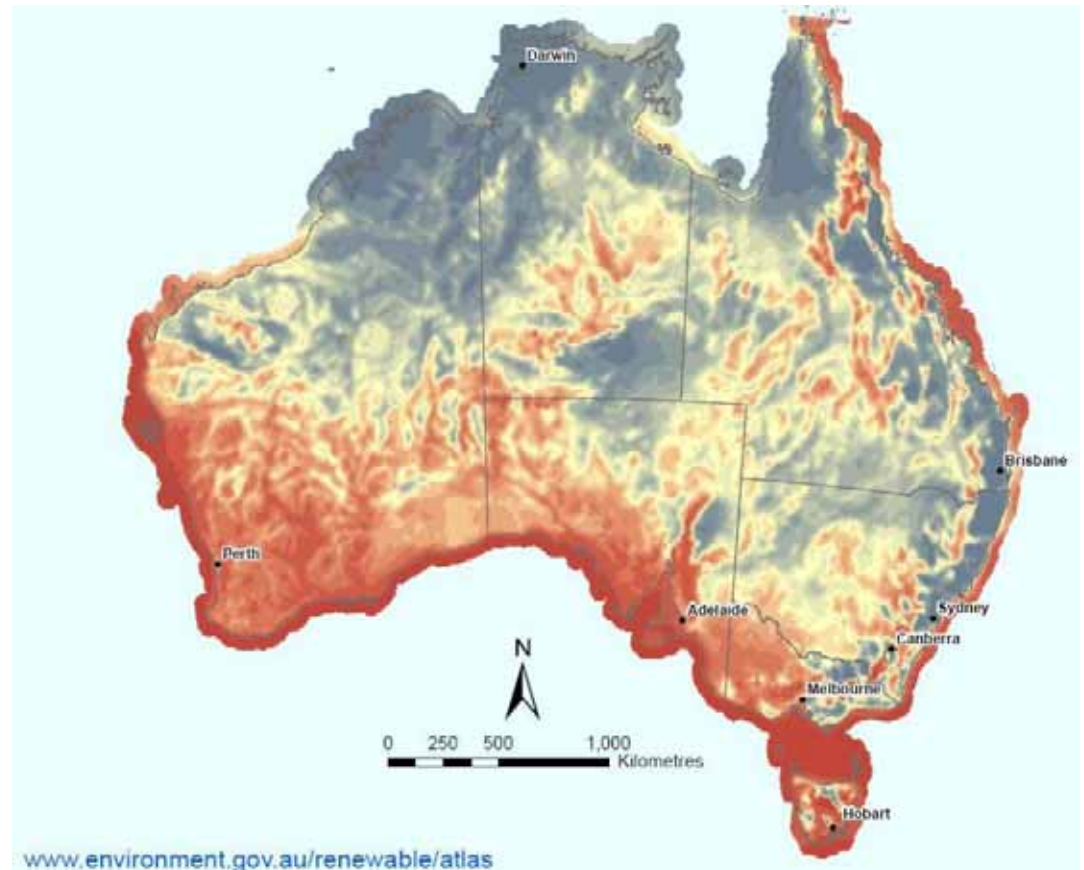 Darwin
Brisbane
Perth
Adelaide
Sydney
Canberra
Melbourne
N
0 250 500 1,000
Kilometres
Hobart
www.environment.gov.au/renewable/atlas